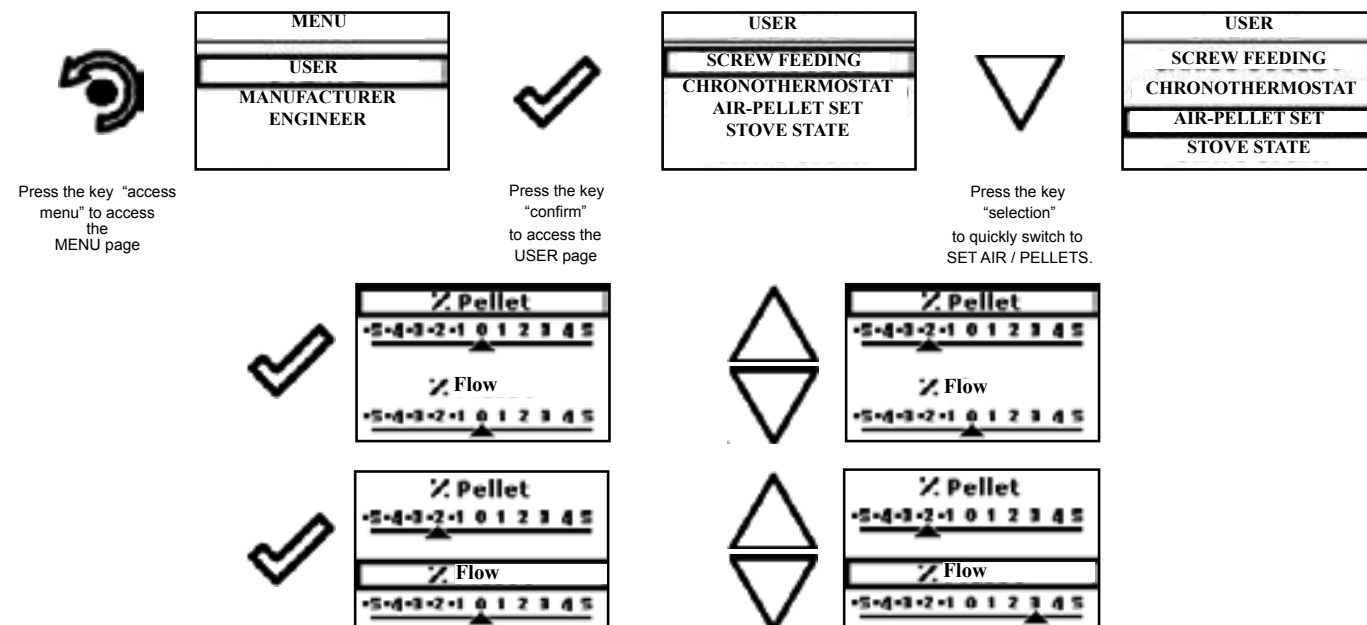 MENU
USER
MANUFACTURER
ENGINEER
Press the key “access
menu” to access
the
MENU page
Press the key
“confirm”
to access the
USER page
USER
SCREW FEEDING
CHRONOTHERMOSTAT
AIR-PELLET SET
STOVE STATE
Press the key
“selection”
to quickly switch to
SET AIR / PELLETS.
USER
SCREW FEEDING
CHRONOTHERMOSTAT
AIR-PELLET SET
STOVE STATE
% Pellet
-5-4-3-2-1 0 1 2 3 4 5
% Flow
-5-4-3-2-1 0 1 2 3 4 5
% Pellet
-5-4-3-2-1 0 1 2 3 4 5
% Flow
-5-4-3-2-1 0 1 2 3 4 5
% Pellet
-5-4-3-2-1 0 1 2 3 4 5
% Flow
-5-4-3-2-1 0 1 2 3 4 5
% Pellet
-5-4-3-2-1 0 1 2 3 4 5
% Flow
-5-4-3-2-1 0 1 2 3 4 5